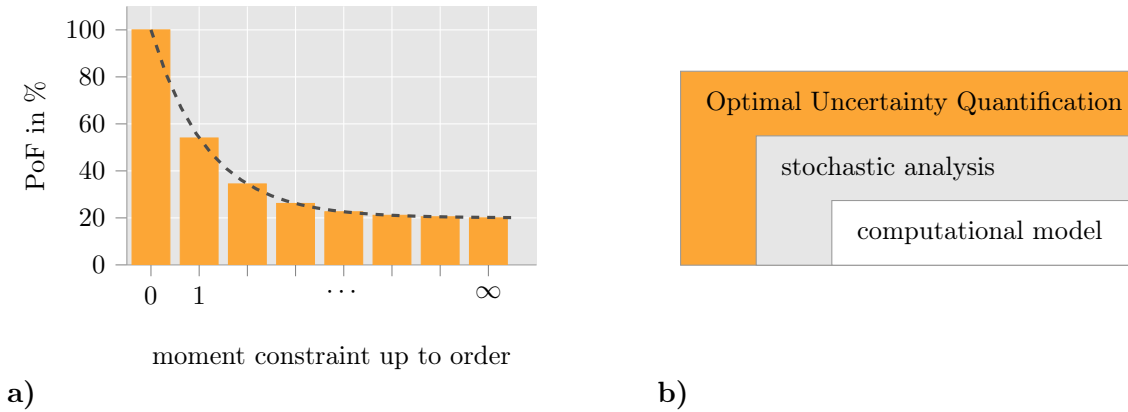 100
80
60
40
20
0
PoF in %
0 1 ··· ∞
moment constraint up to order
a)
Optimal Uncertainty Quantification
stochastic analysis
computational model
b)